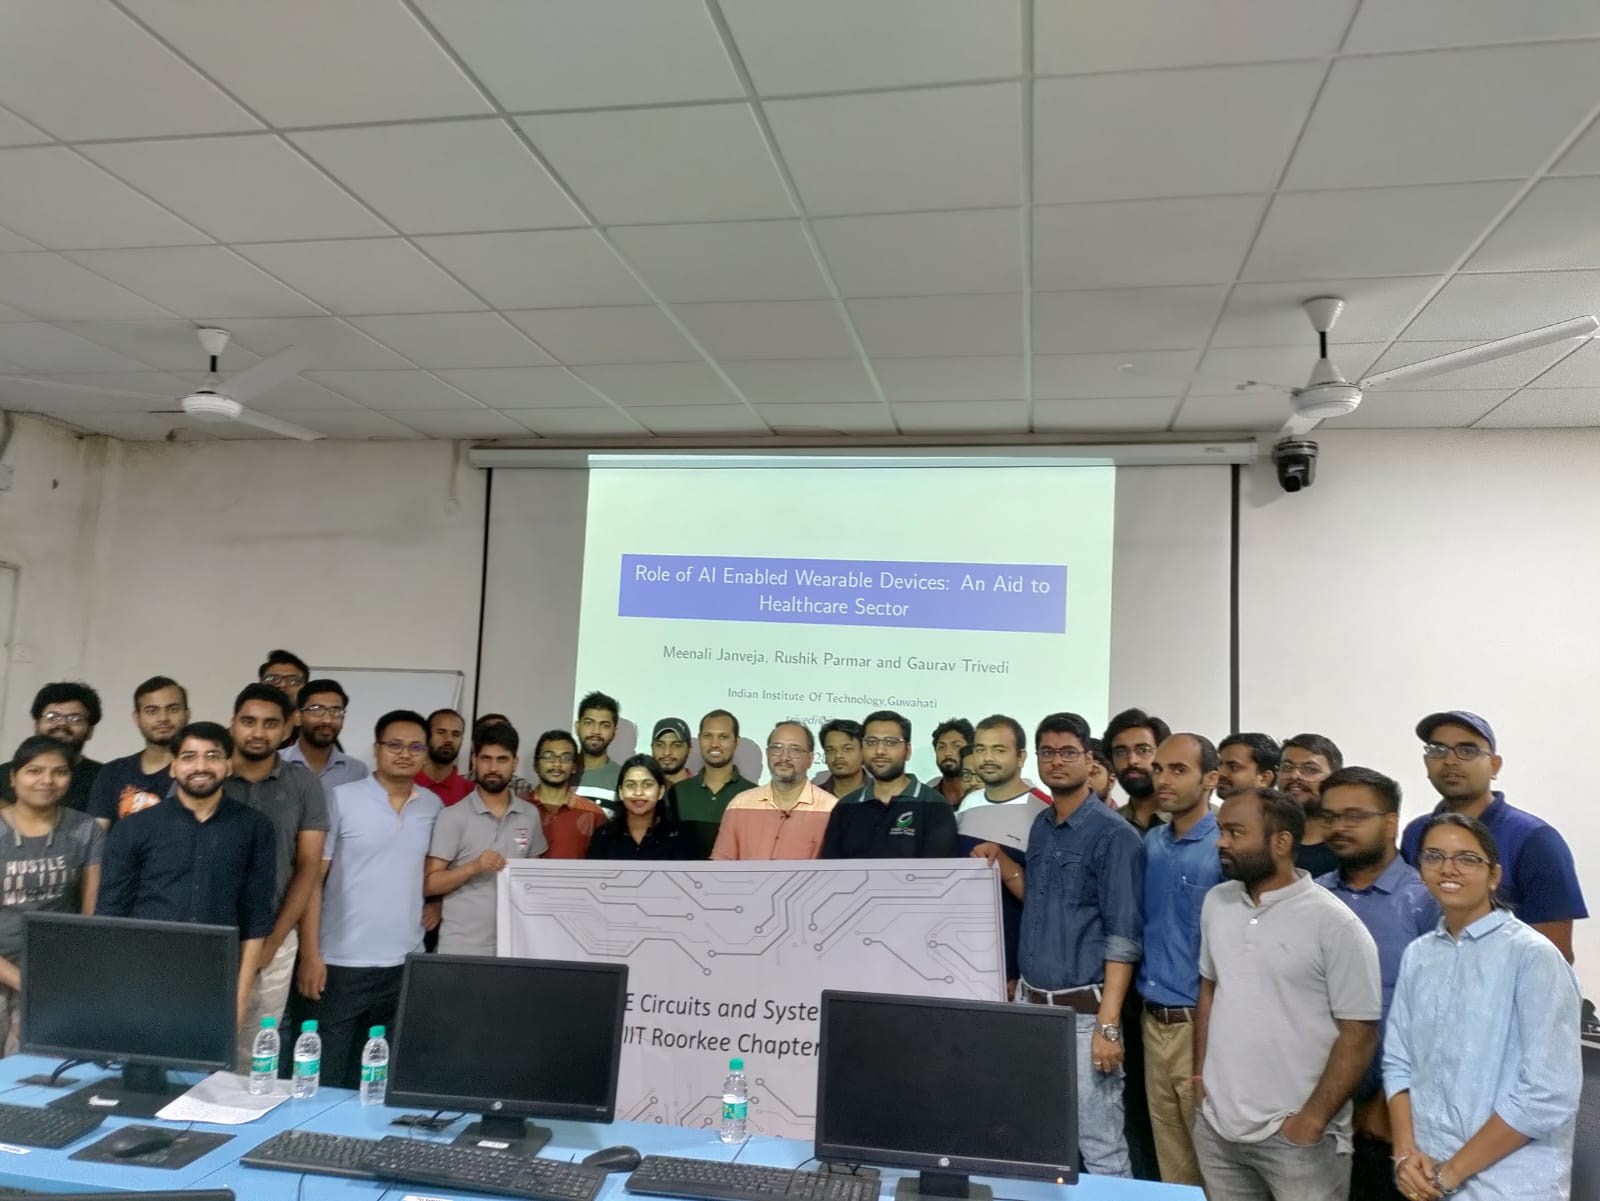 Role of AI Enabled Wearable Devices: An Aid to
Healthcare Sector
Meenali Janveja, Rushik Parmar and Gaurav Trivedi
Indian Institute Of Technology,Guwahati
trivedi@
HUSTLE
E Circuits and Syste
IIT Roorkee Chapter